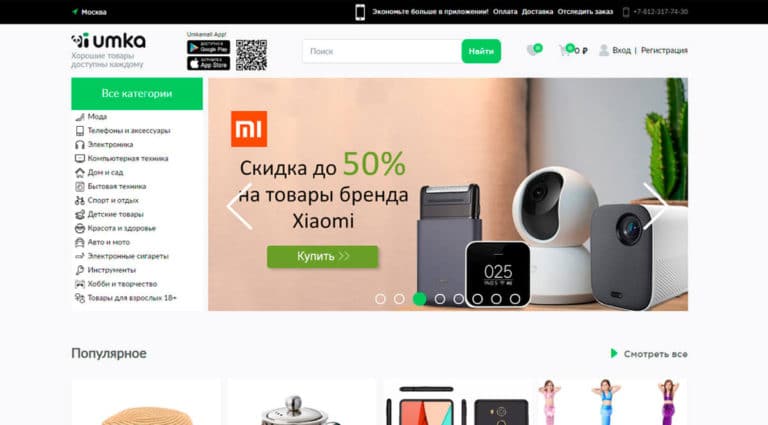 Москва
Экономьте больше в приложении!
Оплата
Доставка
Отследить заказ
+7-812-317-74-30
umka
Хорошие товары
доступны каждому
Umkamall App!
ДОСТУПНО В
Google Play
App Store
Поиск
Найти
0
0
0 ₽
Вход | Регистрация
Все категории
Мода
Телефоны и аксессуары
Электроника
Компьютерная техника
Дом и сад
Бытовая техника
Спорт и отдых
Детские товары
Красота и здоровье
Авто и мото
Электронные сигареты
Инструменты
Хобби и творчество
Товары для взрослых 18+
MI
Скидка до 50%
на товары бренда
Xiaomi
Купить >>
025
Популярное
Смотреть все